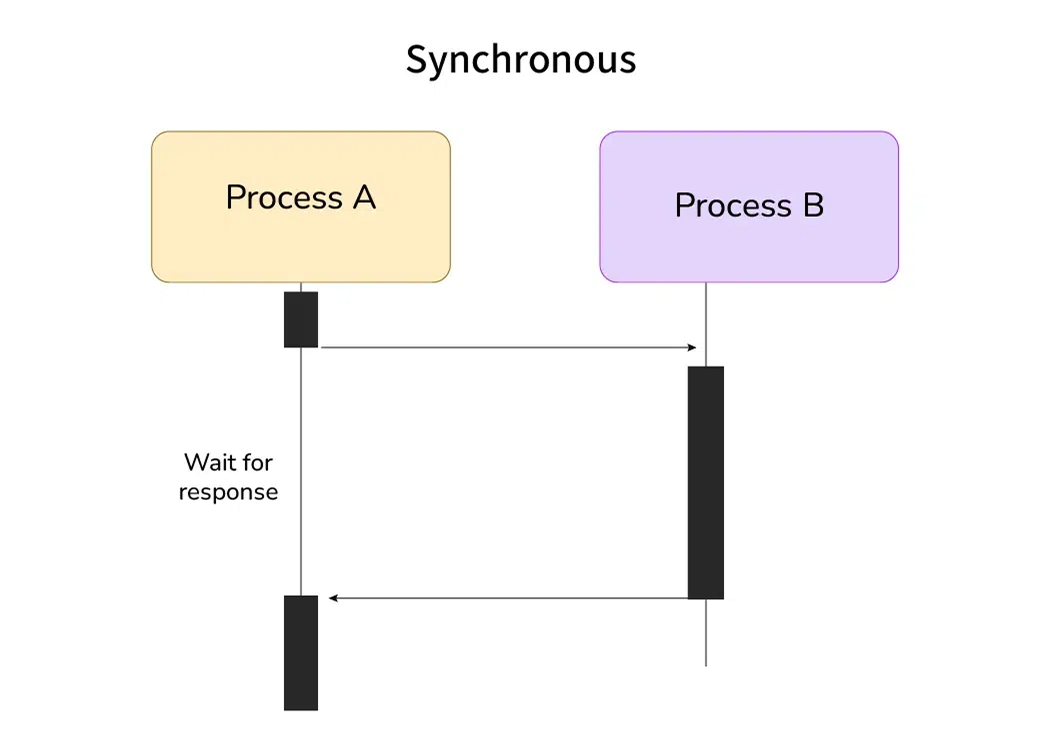 Synchronous
Process A
Process B
Wait for
response